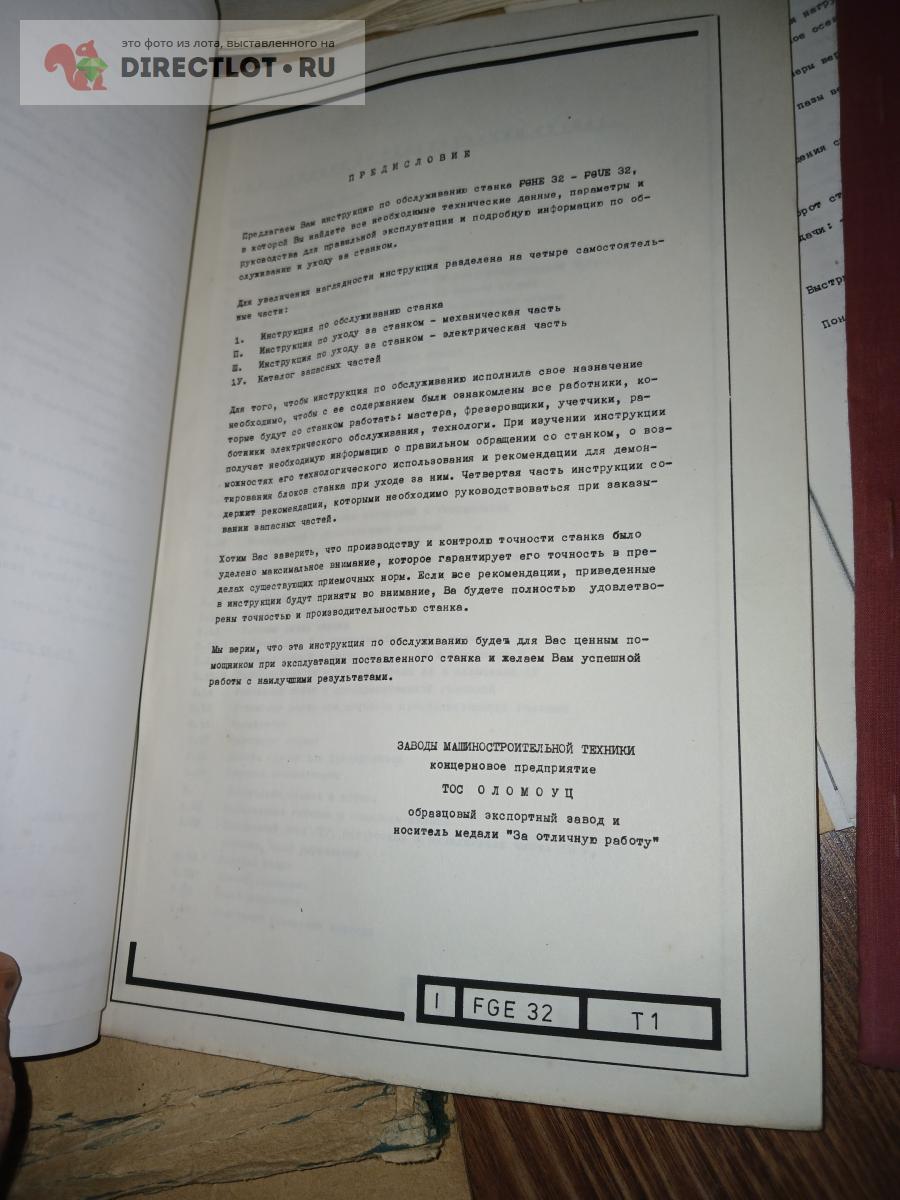 это фото из лота, выставленного на
DIRECTLOT • RU
ПРЕДИСЛОВИЕ
Предлагаем Вам инструкцию по обслуживанию станка FGHE 32 - FGUE 32,
в которой Вы найдете все необходимые технические данные, параметры и
руководства для правильной эксплуатации и подробную информацию по об-
служиванию и уходу за станком.
Для увеличения наглядности инструкция разделена на четыре самостоятель-
ные части:
1. Инструкция по обслуживанию станка
П. Инструкция по уходу за станком - механическая часть
Ш. Инструкция по уходу за станком - электрическая часть
1У. Каталог запасных частей
Для того, чтобы инструкция по обслуживанию исполнила свое назначение
необходимо, чтобы с ее содержанием были ознакомлены все работники, ко-
торые будут со станком работать: мастера, фрезеровщики, учетчики, ра-
ботники электрического обслуживания, технологи. При изучении инструкции
получат необходимую информацию о правильном обращении со станком, о воз-
можностях его технологического использования и рекомендации для демон-
тирования блоков станка при уходе за ним. Четвертая часть инструкции со-
держит рекомендации, которыми необходимо руководствоваться при заказы-
вании запасных частей.
Хотим Вас заверить, что производству и контролю точности станка было
уделено максимальное внимание, которое гарантирует его точность в пре-
делах существующих приемочных норм. Если все рекомендации, приведенные
в инструкции будут приняты во внимание, Ва будете полностью удовлетво-
рены точностью и производительностью станка.
Мы верим, что эта инструкция по обслуживанию будет для Вас ценным по-
мощником при эксплуатации поставленного станка и желаем Вам успешной
работы с наилучшими результатами.
ЗАВОДЫ МАШИНОСТРОИТЕЛЬНОЙ ТЕХНИКИ
концерновое предприятие
ТОС ОЛОМОУЦ
образцовый экспортный завод и
носитель медали "За отличную работу"
I FGE 32 T1
Быстры